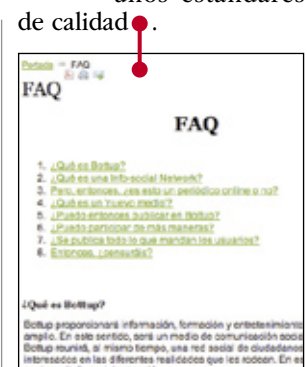 unos estándares
de calidad.
Portada → FAQ
FAQ
FAQ
1. ¿Qué es Bottup?
2. ¿Qué es una Info-social Network?
3. Pero, entonces, ¿es esto un periódico online o no?
4. ¿Qué es un 'nuevo medio'?
5. ¿Puedo entonces publicar en Bottup?
6. ¿Puedo participar de más maneras?
7. ¿Se publica todo lo que mandan los usuarios?
8. Entonces, ¿censuráis?
¿Qué es Bottup?
Bottup proporcionará información, formación y entretenimiento
amplio. En este sentido, será un medio de comunicación socia
Bottup reunirá, al mismo tiempo, una red social de ciudadanos
interesados en las diferentes realidades que les rodean. En es